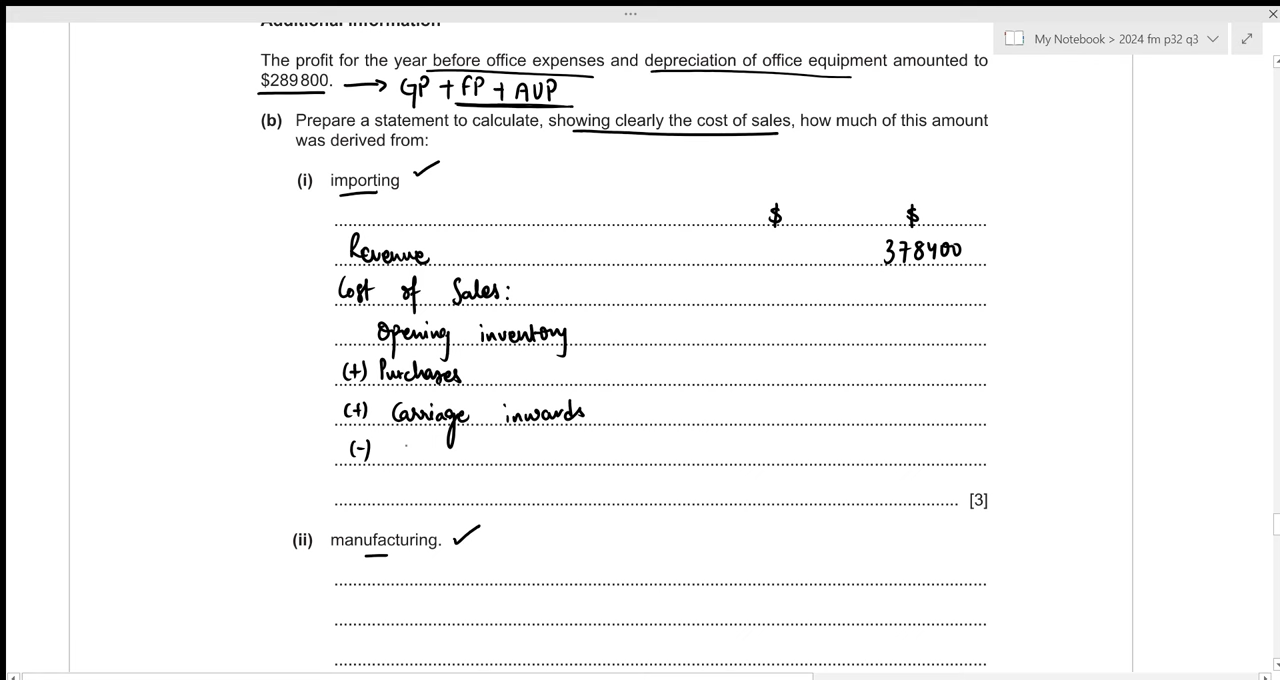 ...
Additional information
My Notebook > 2024 fm p32 q3
The profit for the year before office expenses and depreciation of office equipment amounted to
$289 800. → GP + FP + AUP
(b) Prepare a statement to calculate, showing clearly the cost of sales, how much of this amount
was derived from:
(i) importing ✓
$ $
Revenue 378400
Cost of Sales:
Opening inventory
(+) Purchases
(+) Carriage inwards
(-)
[3]
(ii) manufacturing. ✓